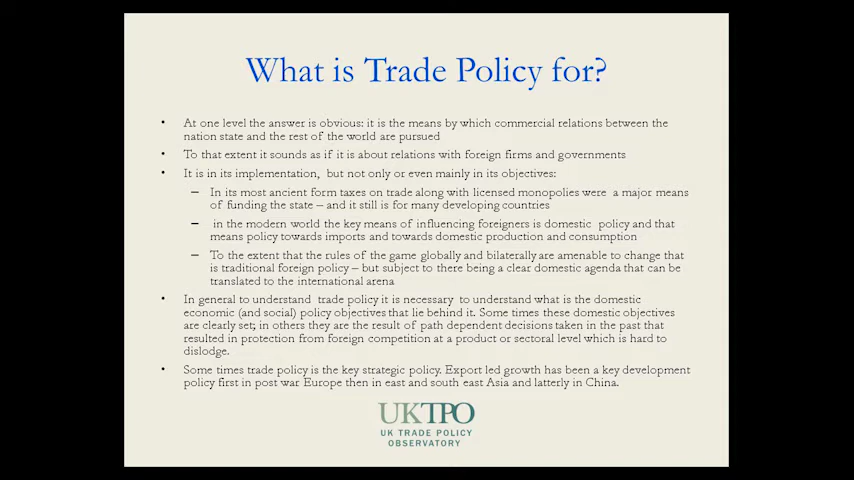 What is Trade Policy for?
• At one level the answer is obvious: it is the means by which commercial relations between the
nation state and the rest of the world are pursued
• To that extent it sounds as if it is about relations with foreign firms and governments
• It is in its implementation, but not only or even mainly in its objectives:
– In its most ancient form taxes on trade along with licensed monopolies were a major means
of funding the state – and it still is for many developing countries
– in the modern world the key means of influencing foreigners is domestic policy and that
means policy towards imports and towards domestic production and consumption
– To the extent that the rules of the game globally and bilaterally are amenable to change that
is traditional foreign policy – but subject to there being a clear domestic agenda that can be
translated to the international arena
• In general to understand trade policy it is necessary to understand what is the domestic
economic (and social) policy objectives that lie behind it. Some times these domestic objectives
are clearly set; in others they are the result of path dependent decisions taken in the past that
resulted in protection from foreign competition at a product or sectoral level which is hard to
dislodge.
• Some times trade policy is the key strategic policy. Export led growth has been a key development
policy first in post war Europe then in east and south east Asia and latterly in China.
UKTPO
UK TRADE POLICY
OBSERVATORY